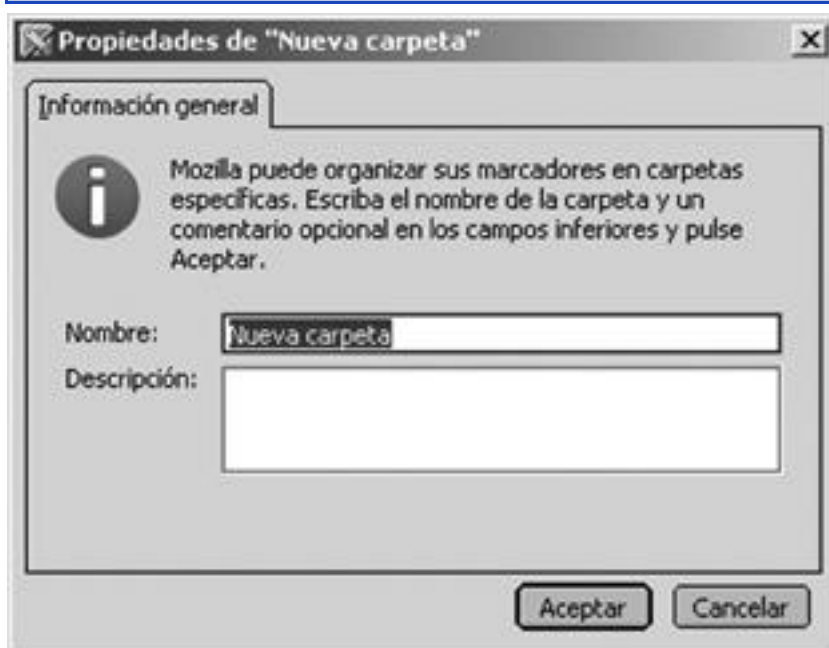 Propiedades de "Nueva carpeta"
Información general
Mozilla puede organizar sus marcadores en carpetas
específicas. Escriba el nombre de la carpeta y un
comentario opcional en los campos inferiores y pulse
Aceptar.
Nombre: Nueva carpeta
Descripción:
Aceptar Cancelar